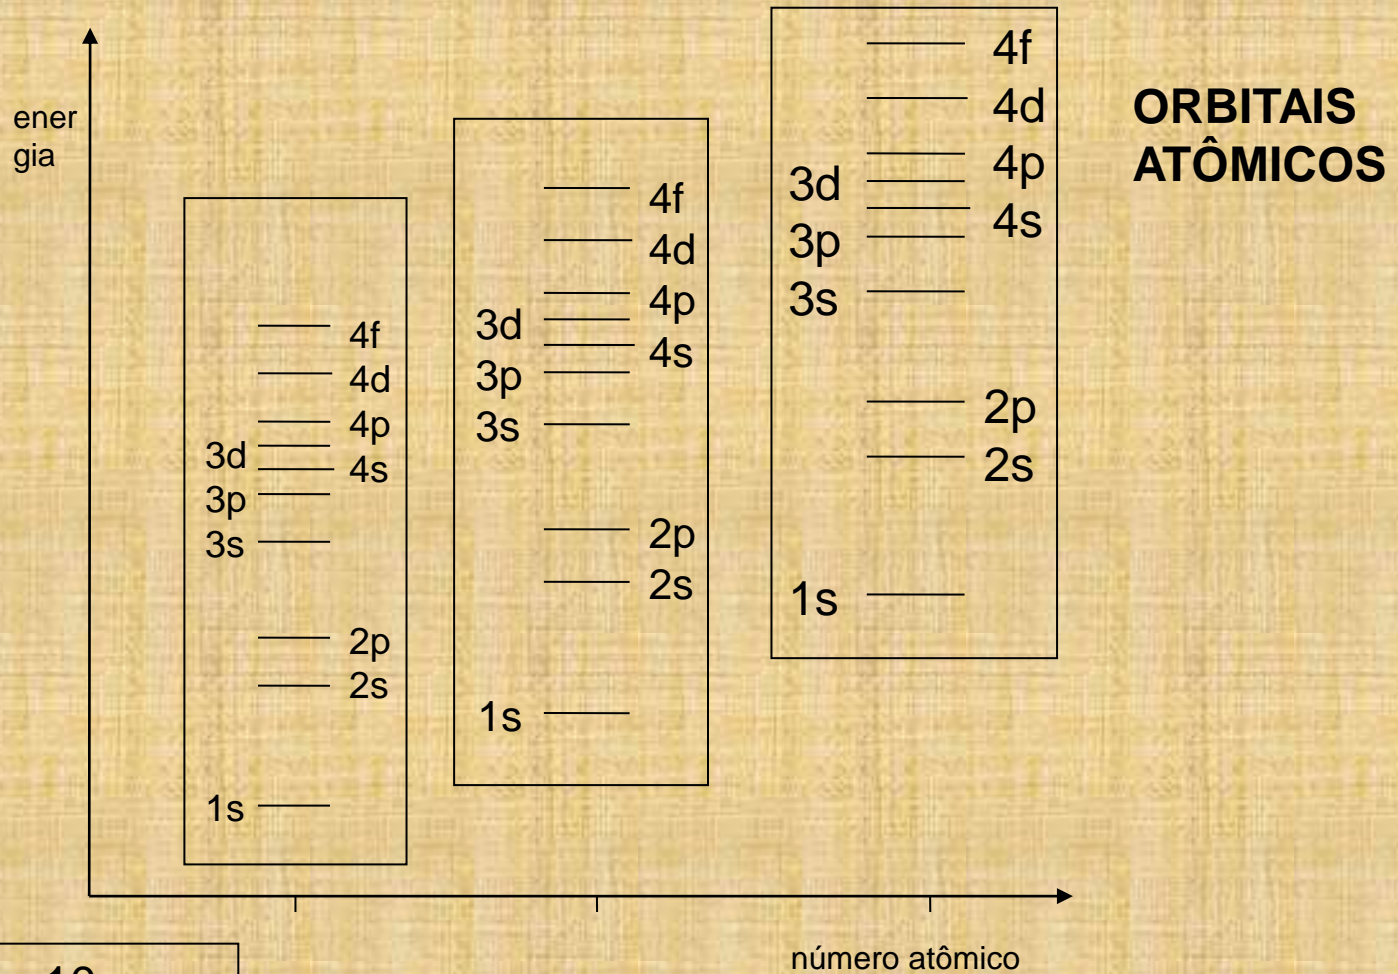 ener
gia
ORBITAIS
ATÔMICOS
4f
4d
4p
3d
4s
3p
3s
2p
2s
1s
4f
4d
4p
3d
4s
3p
3s
2p
2s
1s
4f
4d
4p
3d
4s
3p
3s
2p
2s
1s
número atômico